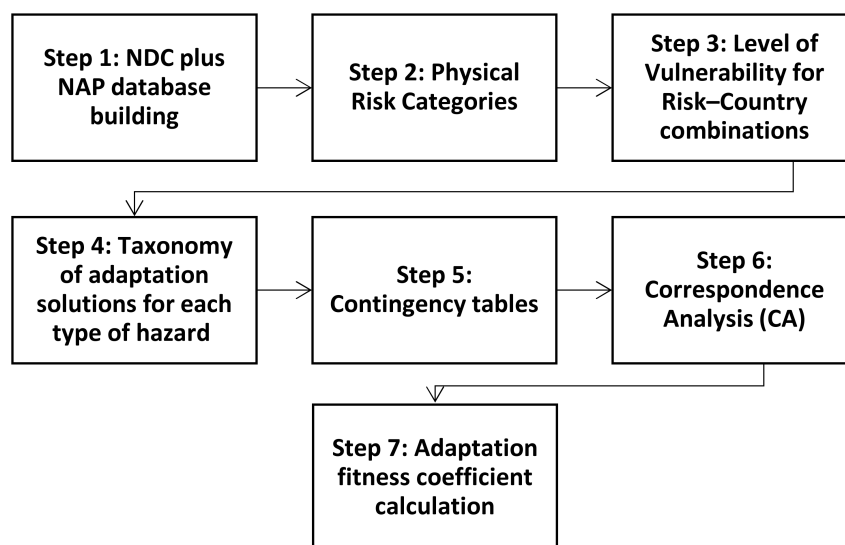 Step 1: NDC plus
NAP database
building
Step 2: Physical
Risk Categories
Step 3: Level of
Vulnerability for
Risk–Country
combinations
Step 4: Taxonomy
of adaptation
solutions for each
type of hazard
Step 5:
Contingency tables
Step 6:
Correspondence
Analysis (CA)
Step 7: Adaptation
fitness coefficient
calculation